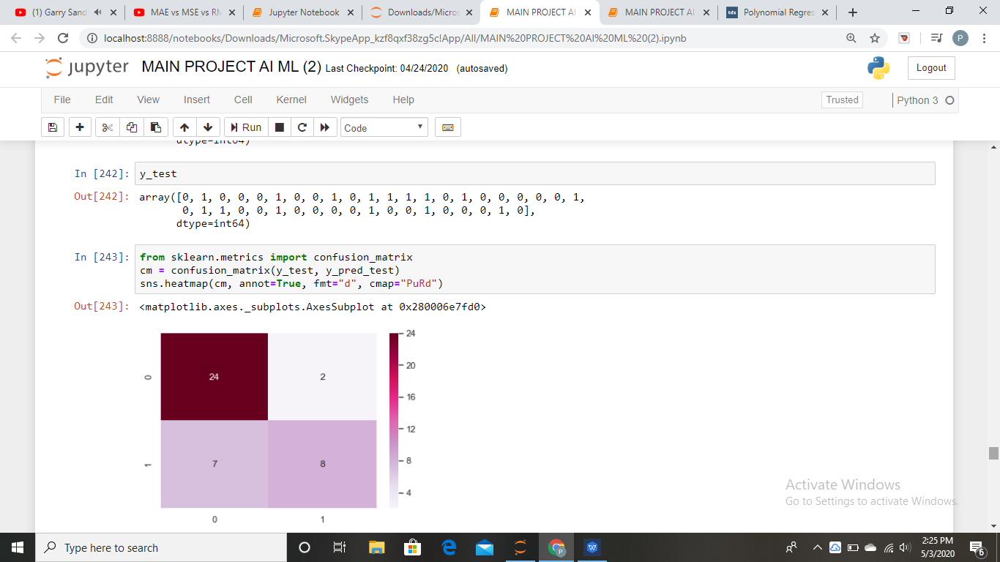 (1) Garry Sand
MAE vs MSE vs RM
Jupyter Notebook
Downloads/Micros
MAIN PROJECT AI
MAIN PROJECT AI
tds Polynomial Regres
localhost:8888/notebooks/Downloads/Microsoft.SkypeApp_kzf8qxf38zg5c!App/All/MAIN%20PROJECT%20AI%20ML%20(2).ipynb
P
jupyter MAIN PROJECT AI ML (2) Last Checkpoint: 04/24/2020 (autosaved)
Logout
File Edit View Insert Cell Kernel Widgets Help
Trusted Python 3
Run Code
dtype=int64)
In [242]: y_test
Out[242]: array([0, 1, 0, 0, 0, 1, 0, 0, 1, 0, 1, 1, 1, 1, 0, 1, 0, 0, 0, 0, 0, 1,
0, 1, 1, 0, 0, 1, 0, 0, 0, 0, 1, 0, 0, 1, 0, 0, 0, 1, 0],
dtype=int64)
In [243]: from sklearn.metrics import confusion_matrix
cm = confusion_matrix(y_test, y_pred_test)
sns.heatmap(cm, annot=True, fmt="d", cmap="PuRd")
Out[243]: <matplotlib.axes._subplots.AxesSubplot at 0x280006e7fd0>
24
20
0 24 2
16
12
8
1 7 8
4
0 1
Activate Windows
Go to Settings to activate Windows.
Type here to search
P
2:25 PM
5/3/2020
6